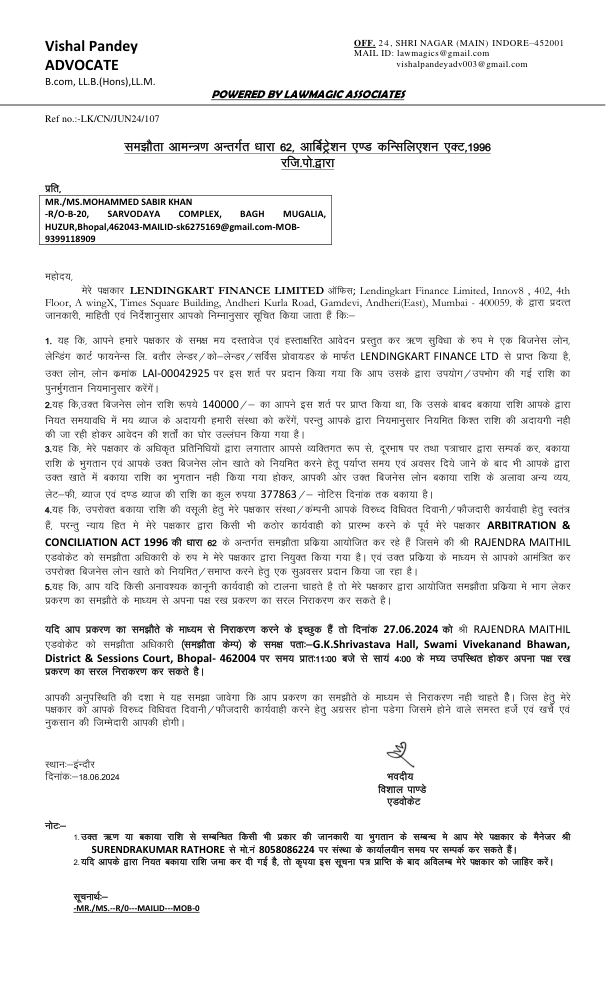 Vishal Pandey
ADVOCATE
B.com, LL.B.(Hons),LL.M.
OFF. 24, SHRI NAGAR (MAIN) INDORE–452001
MAIL ID: lawmagics@gmail.com
vishalpandeyadv003@gmail.com
POWERED BY LAWMAGIC ASSOCIATES
Ref no.:-LK/CN/JUN24/107
समझौता आमन्त्रण अन्तर्गत धारा 62, आर्बिट्रेशन एण्ड कन्सिलिएशन एक्ट,1996
रजि.पो.द्वारा
प्रति,
MR./MS.MOHAMMED SABIR KHAN
-R/O-B-20, SARVODAYA COMPLEX, BAGH MUGALIA,
HUZUR,Bhopal,462043-MAILID-sk6275169@gmail.com-MOB-
9399118909
महोदय,
मेरे पक्षकार LENDINGKART FINANCE LIMITED ऑफिस; Lendingkart Finance Limited, Innov8 , 402, 4th
Floor, A wingX, Times Square Building, Andheri Kurla Road, Gamdevi, Andheri(East), Mumbai - 400059, के द्वारा प्रदत्त
जानकारी, माहिती एवं निर्देशानुसार आपको निम्नानुसार सूचित किया जाता हैं कि:–
1. यह कि, आपने हमारे पक्षकार के समक्ष मय दस्तावेज एवं हस्ताक्षरित आवेदन प्रस्तुत कर ऋण सुविधा के रुप मे एक बिजनेस लोन,
लेन्डिंग कार्ट फायनेन्स लि. बतौर लेन्डर/को–लेन्डर/सर्विस प्रोवायडर के मार्फत LENDINGKART FINANCE LTD से प्राप्त किया है,
उक्त लोन, लोन क्रमांक LAI-00042925 पर इस शर्त पर प्रदान किया गया कि आप उसके द्वारा उपयोग/उपभोग की गई राशि का
पुनर्मुगतान नियमानुसार करेंगें।
2.यह कि,उक्त बिजनेस लोन राशि रूपये 140000/– का आपने इस शर्त पर प्राप्त किया था, कि उसके बाबद बकाया राशि आपके द्वारा
नियत समयावधि में मय ब्याज के अदायगी हमारी संस्था को करेंगें, परन्तु आपके द्वारा नियमानुसार नियमित किश्त राशि की अदायगी नही
की जा रही होकर आवेदन की शर्तों का घोर उल्लंघन किया गया है।
3.यह कि, मेरे पक्षकार के अधिकृत प्रतिनिधियों द्वारा लगातार आपसे व्यक्तिगत रूप से, दूरभाष पर तथा पत्राचार द्वारा सम्पर्क कर, बकाया
राशि के भुगतान एवं आपके उक्त बिजनेस लोन खाते को नियमित करने हेतू पर्याप्त समय एवं अवसर दिये जाने के बाद भी आपके द्वारा
उक्त खाते में बकाया राशि का भुगतान नही किया गया होकर, आपकी ओर उक्त बिजनेस लोन बकाया राशि के अलावा अन्य व्यय,
लेट–फी, ब्याज एवं दण्ड ब्याज की राशि का कुल रुपया 377863/– नोटिस दिनांक तक बकाया है।
4.यह कि, उपरोक्त बकाया राशि की वसूली हेतु मेरे पक्षकार संस्था/कंम्पनी आपके विरुध्द विधिवत दिवानी/फौजदारी कार्यवाही हेतु स्वतंत्र
हैं, परन्तु न्याय हित मे मेरे पक्षकार द्वारा किसी भी कठोर कार्यवाही को प्रारम्भ करने के पूर्व मेरे पक्षकार ARBITRATION &
CONCILIATION ACT 1996 की धारा 62 के अन्तर्गत समझौता प्रकिया आयोजित कर रहे हैं जिसमे की श्री RAJENDRA MAITHIL
एडवोकेट को समझौता अधिकारी के रुप मे मेरे पक्षकार द्वारा नियुक्त किया गया है। एवं उक्त प्रकिया के माध्यम से आपको आमंत्रित कर
उपरोक्त बिजनेस लोन खाते को नियमित/समाप्त करने हेतु एक सुअवसर प्रदान किया जा रहा है।
5.यह कि, आप यदि किसी अनावश्यक कानूनी कार्यवाही को टालना चाहते है तो मेरे पक्षकार द्वारा आयोजित समझौता प्रकिया मे भाग लेकर
प्रकरण का समझौते के माध्यम से अपना पक्ष रख प्रकरण का सरल निराकरण कर सकते है।
यदि आप प्रकरण का समझौते के माध्यम से निराकरण करने के इच्छुक हैं तो दिनांक 27.06.2024 को श्री RAJENDRA MAITHIL
एडवोकेट को समझौता अधिकारी (समझौता केम्प) के समक्ष पता:–G.K.Shrivastava Hall, Swami Vivekanand Bhawan,
District & Sessions Court, Bhopal- 462004 पर समय प्रात:11:00 बजे से सायं 4:00 के मघ्य उपस्थित होकर अपना पक्ष रख
प्रकरण का सरल निराकरण कर सकते है।
आपकी अनुपस्थिति की दशा मे यह समझा जावेगा कि आप प्रकरण का समझौते के माध्यम से निराकरण नही चाहते है। जिस हेतु मेरे
पक्षकार को आपके विरुध्द विधिवत दिवानी/फौजदारी कार्यवाही करने हेतु अग्रसर होना पडेगा जिसमे होने वाले समस्त हर्जे एवं खर्चे एवं
नुकसान की जिम्मेदारी आपकी होगी।
स्थान:–इंन्दौर
दिनांक:–18.06.2024
भवदीय
विशाल पाण्डे
एडवोकेट
नोट:–
1.उक्त ऋण या बकाया राशि से सम्बन्धित किसी भी प्रकार की जानकारी या भुगतान के सम्बन्ध मे आप मेरे पक्षकार के मैनेजर श्री
SURENDRAKUMAR RATHORE से मो.नं 8058086224 पर संस्था के कार्यालयीन समय पर सम्पर्क कर सकते हैं।
2.यदि आपके द्वारा नियत बकाया राशि जमा कर दी गई है, तो कृपया इस सूचना पत्र प्राप्ति के बाद अविलम्ब मेरे पक्षकार को जाहिर करें।
सूचनार्थ:–
-MR./MS.--R/0---MAILID---MOB-0